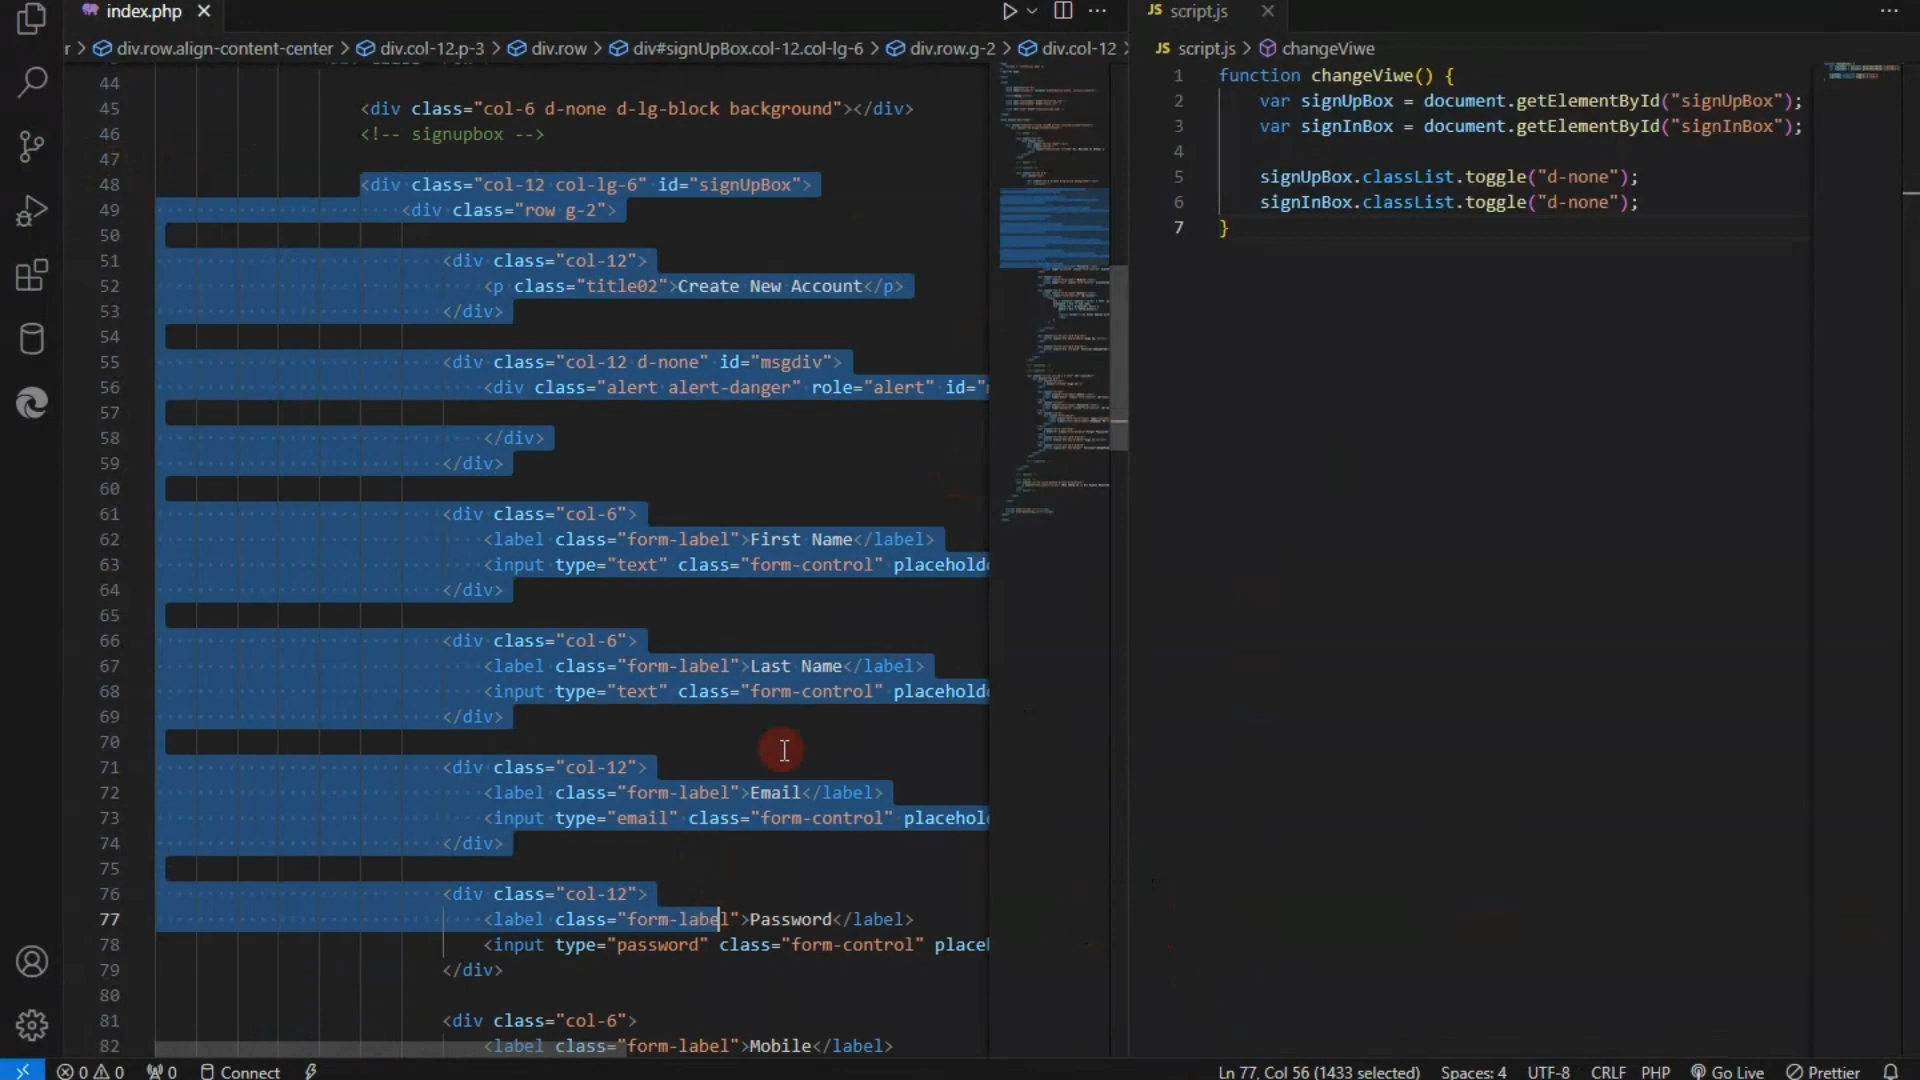 index.php
script.js
r > div.row.align-content-center > div.col-12.p-3 > div.row > div#signUpBox.col-12.col-lg-6 > div.row.g-2 > div.col-12 >
JS script.js > changeViwe
44
45 <div class="col-6 d-none d-lg-block background"></div>
46 <!-- signupbox -->
47
48 <div class="col-12 col-lg-6" id="signUpBox">
49 <div class="row g-2">
50
51 <div class="col-12">
52 <p class="title02">Create New Account</p>
53 </div>
54
55 <div class="col-12 d-none" id="msgdiv">
56 <div class="alert alert-danger" role="alert" id="
57
58 </div>
59 </div>
60
61 <div class="col-6">
62 <label class="form-label">First Name</label>
63 <input type="text" class="form-control" placehold
64 </div>
65
66 <div class="col-6">
67 <label class="form-label">Last Name</label>
68 <input type="text" class="form-control" placehold
69 </div>
70
71 <div class="col-12">
72 <label class="form-label">Email</label>
73 <input type="email" class="form-control" placehol
74 </div>
75
76 <div class="col-12">
77 <label class="form-label">Password</label>
78 <input type="password" class="form-control" place
79 </div>
80
81 <div class="col-6">
82 <label class="form-label">Mobile</label>
1 function changeViwe() {
2 var signUpBox = document.getElementById("signUpBox");
3 var signInBox = document.getElementById("signInBox");
4
5 signUpBox.classList.toggle("d-none");
6 signInBox.classList.toggle("d-none");
7 }
0 0 0 Connect
Ln 77, Col 56 (1433 selected) Spaces: 4 UTF-8 CRLF PHP Go Live Prettier